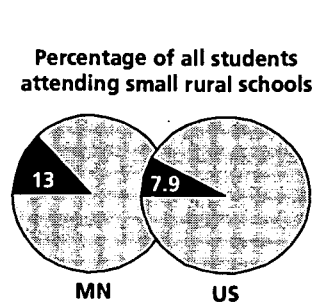 Percentage of all students
attending small rural schools
13
7.9
MN
US